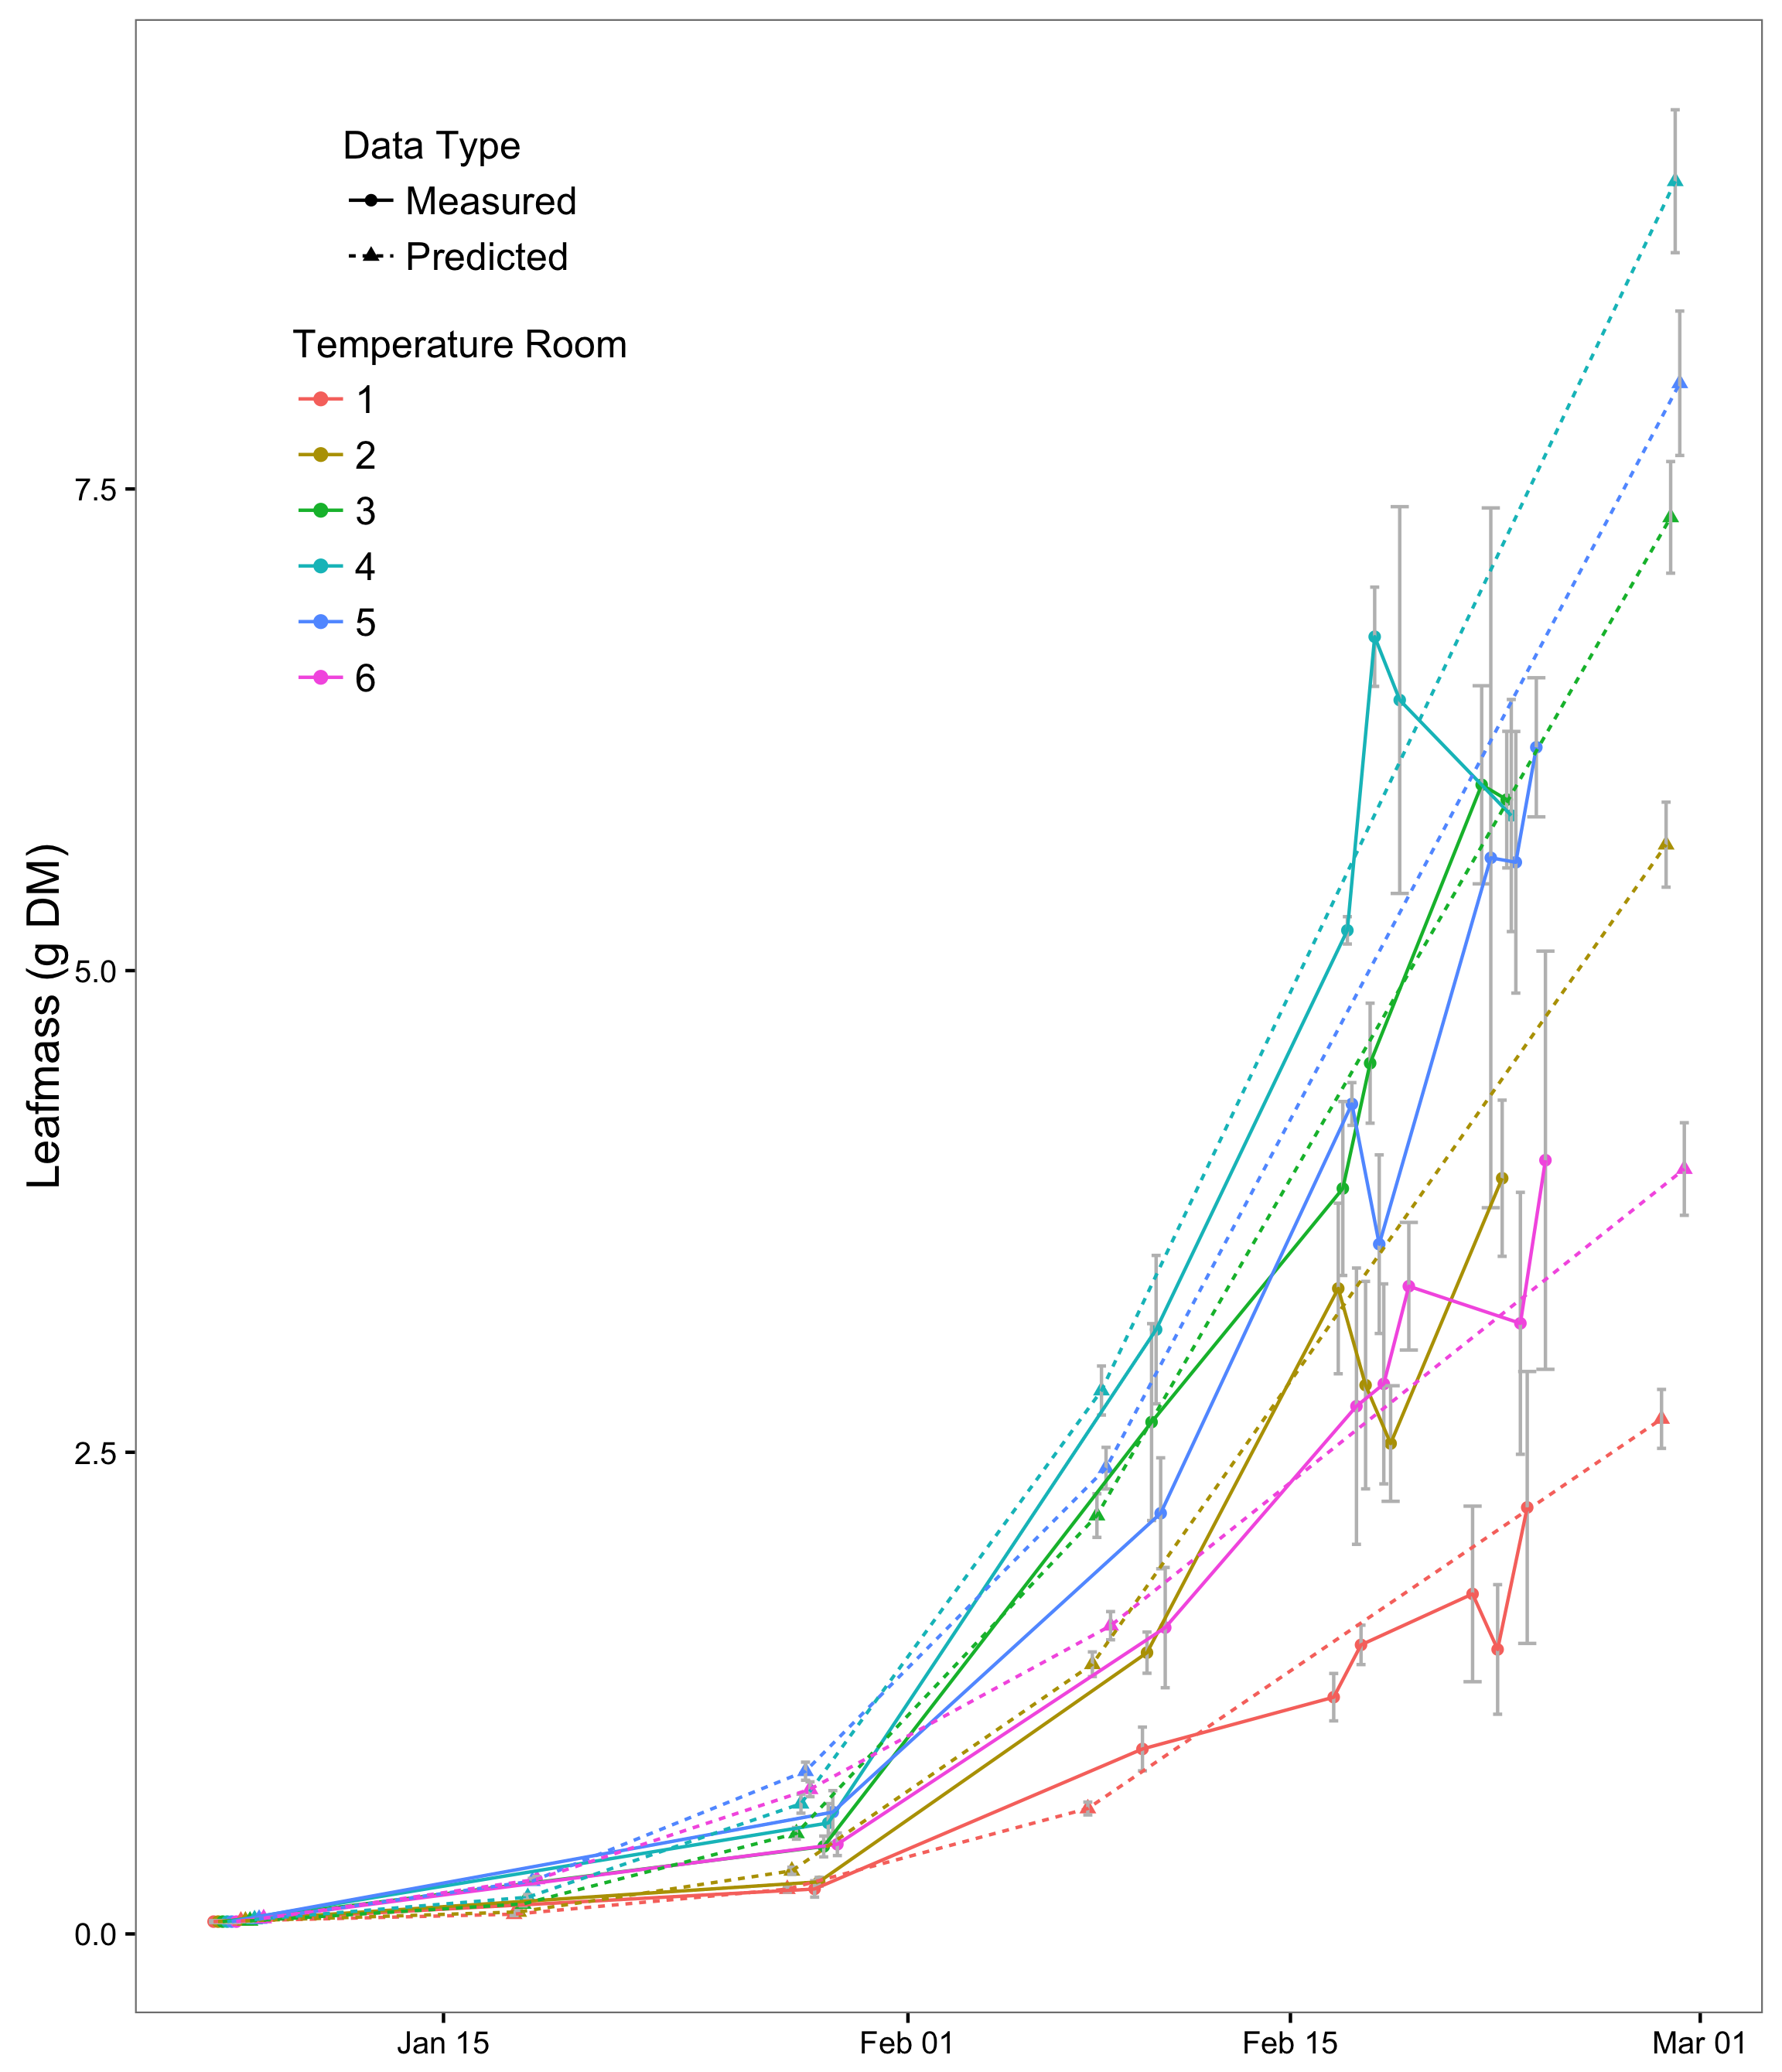 Data Type
Measured
Predicted
Temperature Room
1
2
3
4
5
6
Leafmass (g DM)
7.5
5.0
2.5
0.0
Jan 15
Feb 01
Feb 15
Mar 01